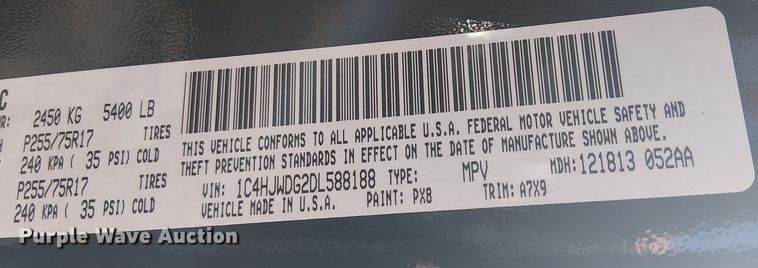 C
R: 2450 KG 5400 LB
H P255/75R17 TIRES
240 KPA ( 35 PSI) COLD
P255/75R17 TIRES
240 KPA ( 35 PSI) COLD
THIS VEHICLE CONFORMS TO ALL APPLICABLE U.S.A. FEDERAL MOTOR VEHICLE SAFETY AND
THEFT PREVENTION STANDARDS IN EFFECT ON THE DATE OF MANUFACTURE SHOWN ABOVE.
VIN: 1C4HJWDG2DL588188 TYPE: MPV MDH:121813 052AA
VEHICLE MADE IN U.S.A. PAINT: PX8 TRIM: A7X9
Purple Wave Auction